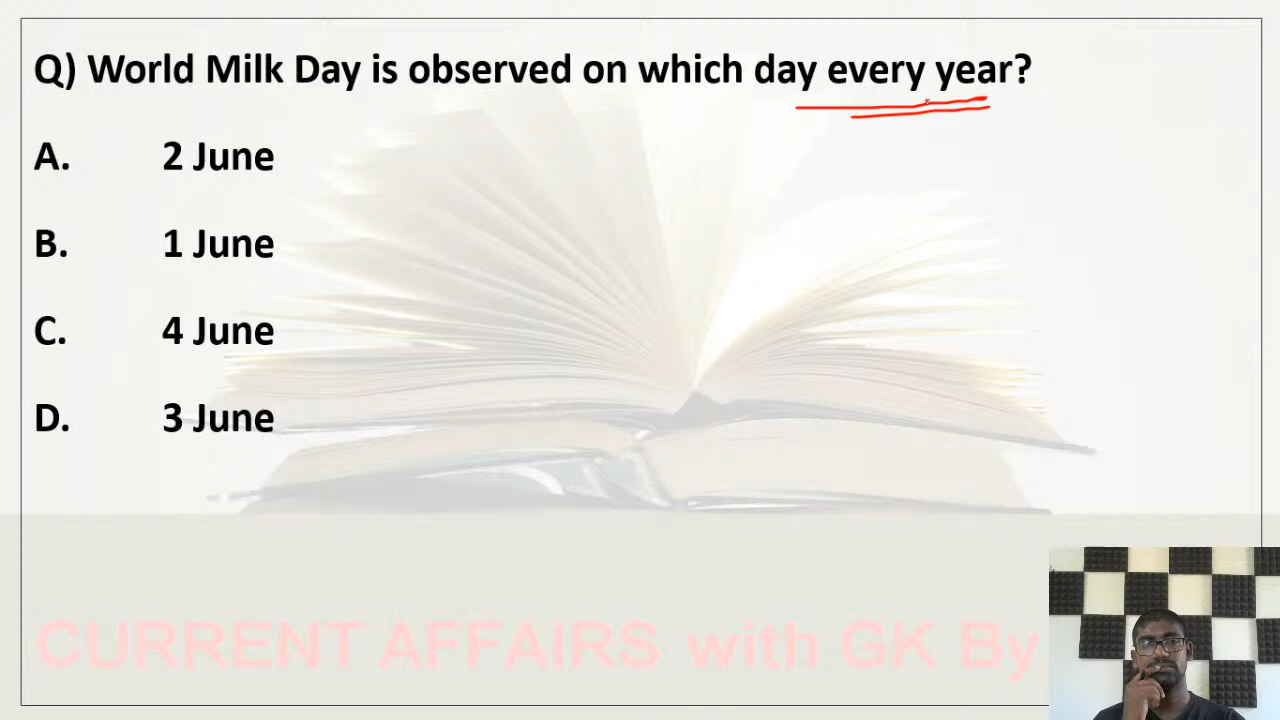 Q) World Milk Day is observed on which day every year?
A. 2 June
B. 1 June
C. 4 June
D. 3 June
CURRENT AFFAIRS with GK By